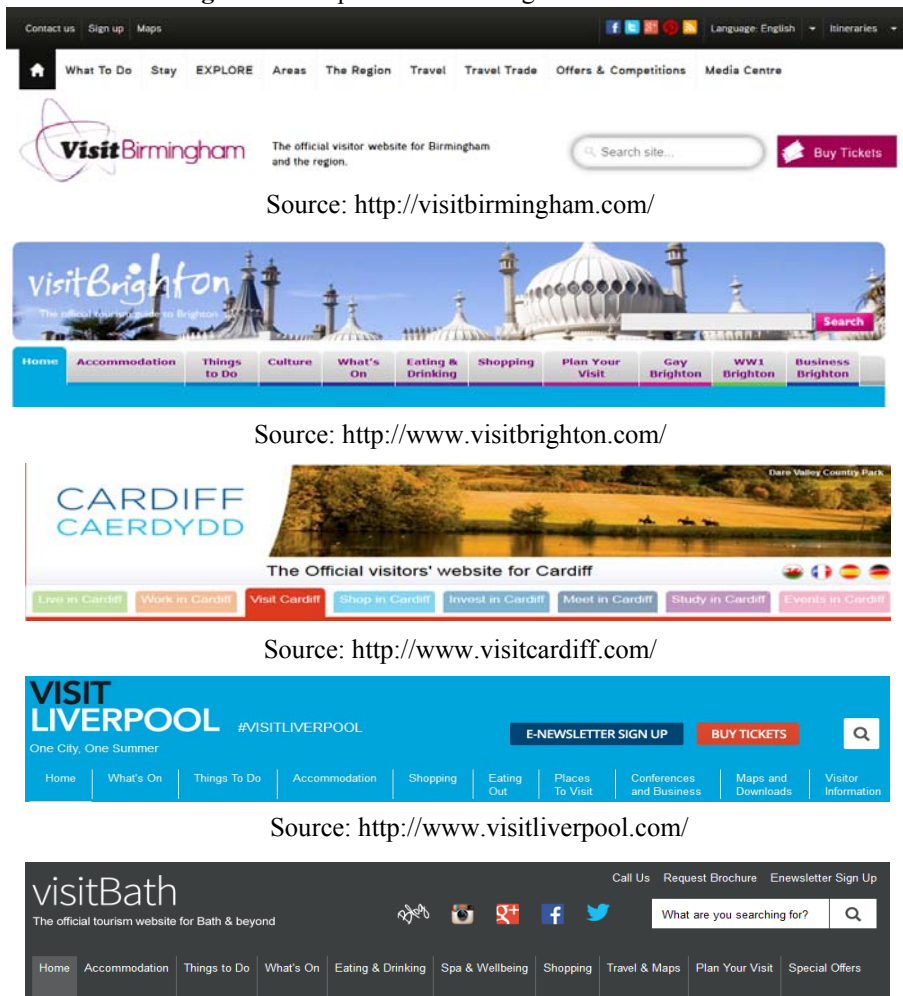 Contact us Sign up Maps Language: English Itineraries
What To Do Stay EXPLORE Areas The Region Travel Travel Trade Offers & Competitions Media Centre
Visit Birmingham
The official visitor website for Birmingham
and the region.
Search site...
Buy Tickets
Source: http://visitbirmingham.com/
visitBrighton
The official tourism guide to Brighton
Search
Home Accommodation Things to Do Culture What's On Eating & Drinking Shopping Plan Your Visit Gay Brighton WW1 Brighton Business Brighton
Source: http://www.visitbrighton.com/
Dare Valley Country Park
CARDIFF
CAERDYDD
The Official visitors' website for Cardiff
Live in Cardiff Work in Cardiff Visit Cardiff Shop in Cardiff Invest in Cardiff Meet in Cardiff Study in Cardiff Events in Cardiff
Source: http://www.visitcardiff.com/
VISIT
LIVERPOOL #VISITLIVERPOOL
One City, One Summer
E-NEWSLETTER SIGN UP BUY TICKETS
Home What's On Things To Do Accommodation Shopping Eating Out Places To Visit Conferences and Business Maps and Downloads Visitor Information
Source: http://www.visitliverpool.com/
Call Us Request Brochure Enewsletter Sign Up
visitBath
The official tourism website for Bath & beyond
What are you searching for?
Home Accommodation Things to Do What's On Eating & Drinking Spa & Wellbeing Shopping Travel & Maps Plan Your Visit Special Offers